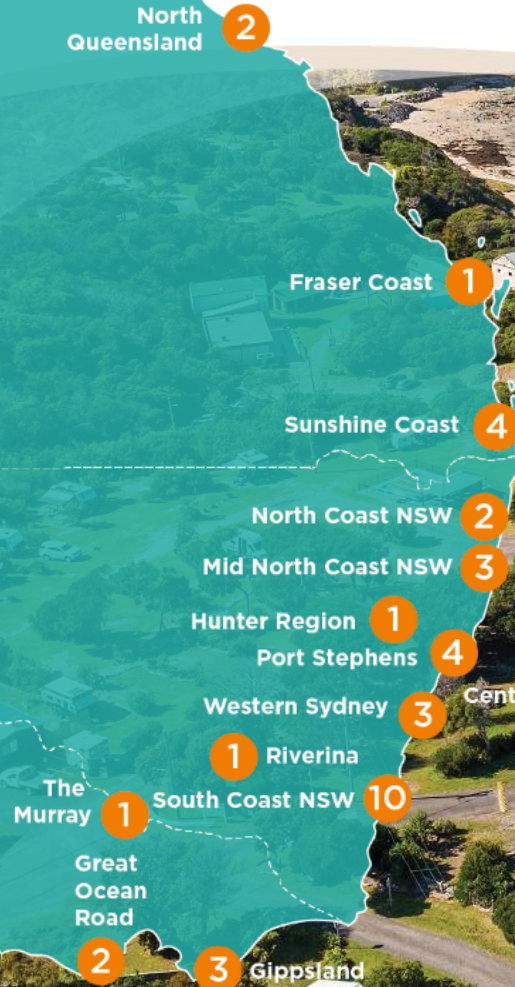 North
Queensland
2
Fraser Coast
1
Sunshine Coast
4
North Coast NSW
2
Mid North Coast NSW
3
Hunter Region
1
Port Stephens
4
Cent
Western Sydney
3
1
Riverina
The
Murray
1
South Coast NSW
10
Great
Ocean
Road
2
3
Gippsland